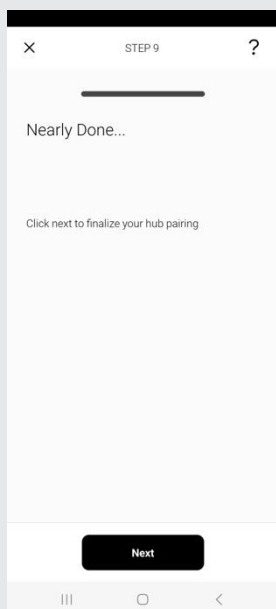 STEP 9
?
Nearly Done...
Click next to finalize your hub pairing
Next